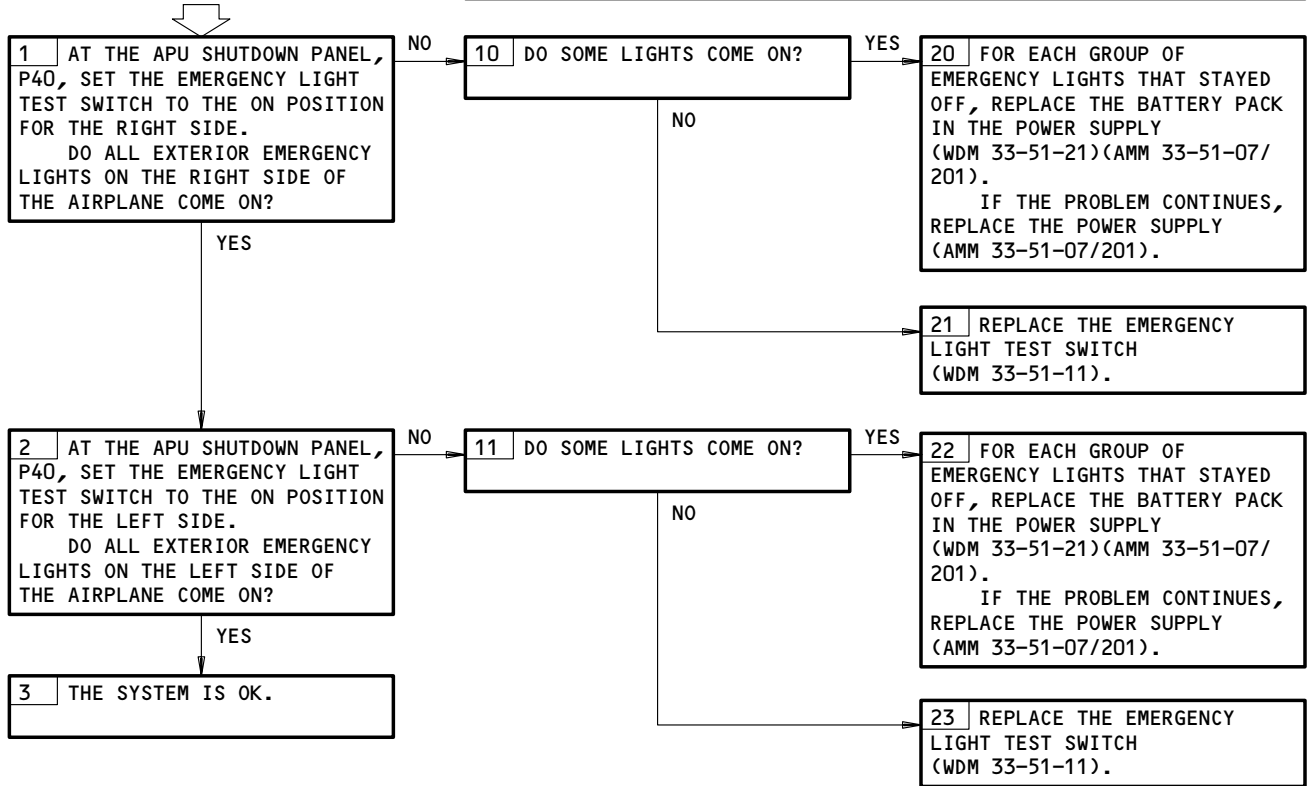 1 AT THE APU SHUTDOWN PANEL,
P40, SET THE EMERGENCY LIGHT
TEST SWITCH TO THE ON POSITION
FOR THE RIGHT SIDE.
DO ALL EXTERIOR EMERGENCY
LIGHTS ON THE RIGHT SIDE OF
THE AIRPLANE COME ON?
NO
10 DO SOME LIGHTS COME ON?
YES
20 FOR EACH GROUP OF
EMERGENCY LIGHTS THAT STAYED
OFF, REPLACE THE BATTERY PACK
IN THE POWER SUPPLY
(WDM 33-51-21)(AMM 33-51-07/
201).
IF THE PROBLEM CONTINUES,
REPLACE THE POWER SUPPLY
(AMM 33-51-07/201).
NO
YES
21 REPLACE THE EMERGENCY
LIGHT TEST SWITCH
(WDM 33-51-11).
2 AT THE APU SHUTDOWN PANEL,
P40, SET THE EMERGENCY LIGHT
TEST SWITCH TO THE ON POSITION
FOR THE LEFT SIDE.
DO ALL EXTERIOR EMERGENCY
LIGHTS ON THE LEFT SIDE OF
THE AIRPLANE COME ON?
NO
11 DO SOME LIGHTS COME ON?
YES
22 FOR EACH GROUP OF
EMERGENCY LIGHTS THAT STAYED
OFF, REPLACE THE BATTERY PACK
IN THE POWER SUPPLY
(WDM 33-51-21)(AMM 33-51-07/
201).
IF THE PROBLEM CONTINUES,
REPLACE THE POWER SUPPLY
(AMM 33-51-07/201).
NO
YES
3 THE SYSTEM IS OK.
23 REPLACE THE EMERGENCY
LIGHT TEST SWITCH
(WDM 33-51-11).